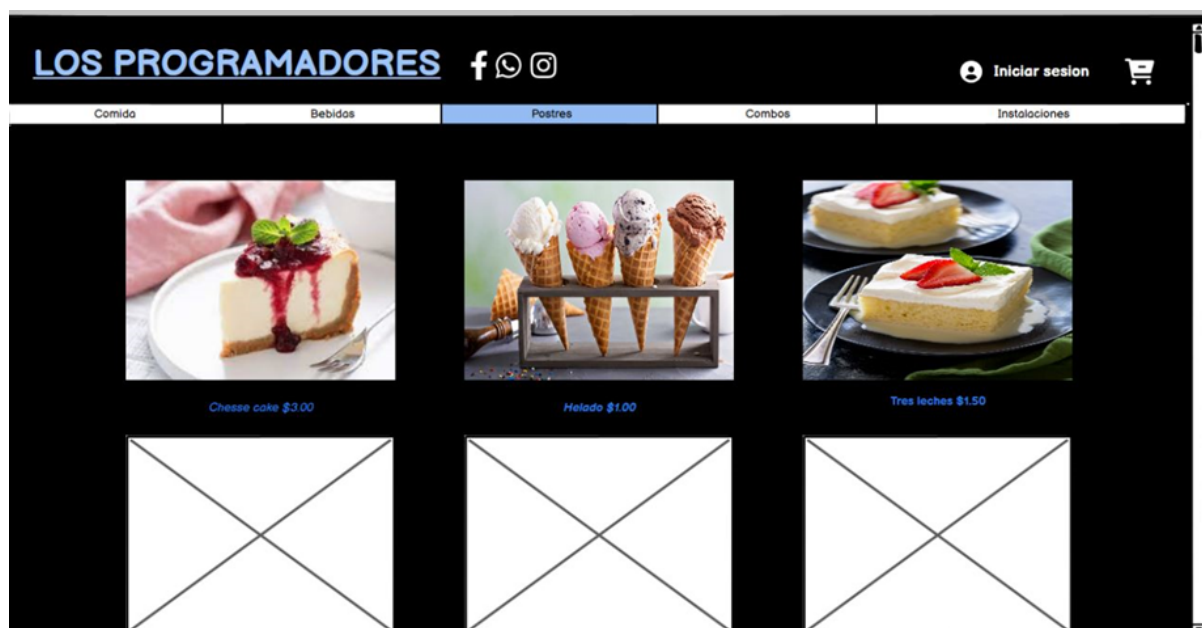 LOS PROGRAMADORES
Iniciar sesion
Comida
Bebidas
Postres
Combos
Instalaciones
Chesse cake $3.00
Helado $1.00
Tres leches $1.50